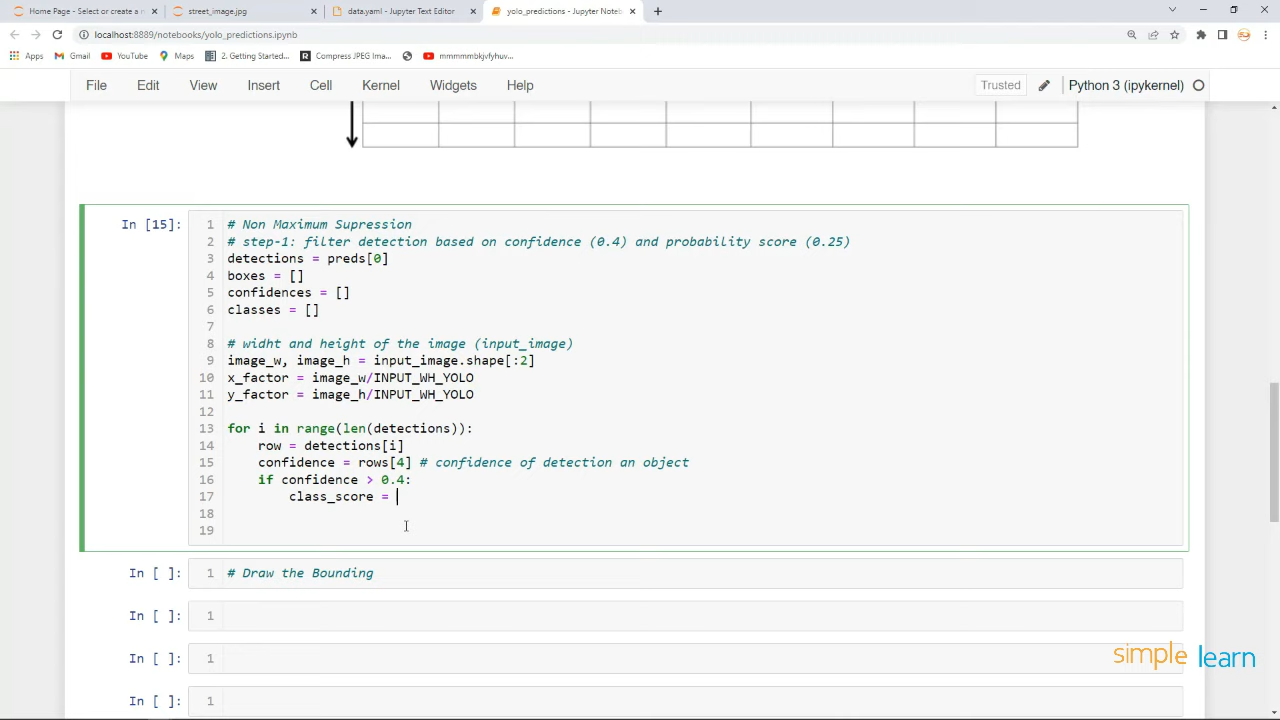 Home Page - Select or create a n
street_image.jpg
data.yaml - Jupyter Text Editor
yolo_predictions - Jupyter Noteb
localhost:8889/notebooks/yolo_predictions.ipynb
Apps
Gmail
YouTube
Maps
2. Getting Started...
Compress JPEG Ima...
mmmmmbkjvfyhuv...
File
Edit
View
Insert
Cell
Kernel
Widgets
Help
Trusted
Python 3 (ipykernel)
In [15]:
1 # Non Maximum Supression
2 # step-1: filter detection based on confidence (0.4) and probability score (0.25)
3 detections = preds[0]
4 boxes = []
5 confidences = []
6 classes = []
7
8 # widht and height of the image (input_image)
9 image_w, image_h = input_image.shape[:2]
10 x_factor = image_w/INPUT_WH_YOLO
11 y_factor = image_h/INPUT_WH_YOLO
12
13 for i in range(len(detections)):
14 row = detections[i]
15 confidence = rows[4] # confidence of detection an object
16 if confidence > 0.4:
17 class_score =
18
19
In [ ]: 1 # Draw the Bounding
In [ ]: 1
In [ ]: 1
In [ ]: 1
simplelearn